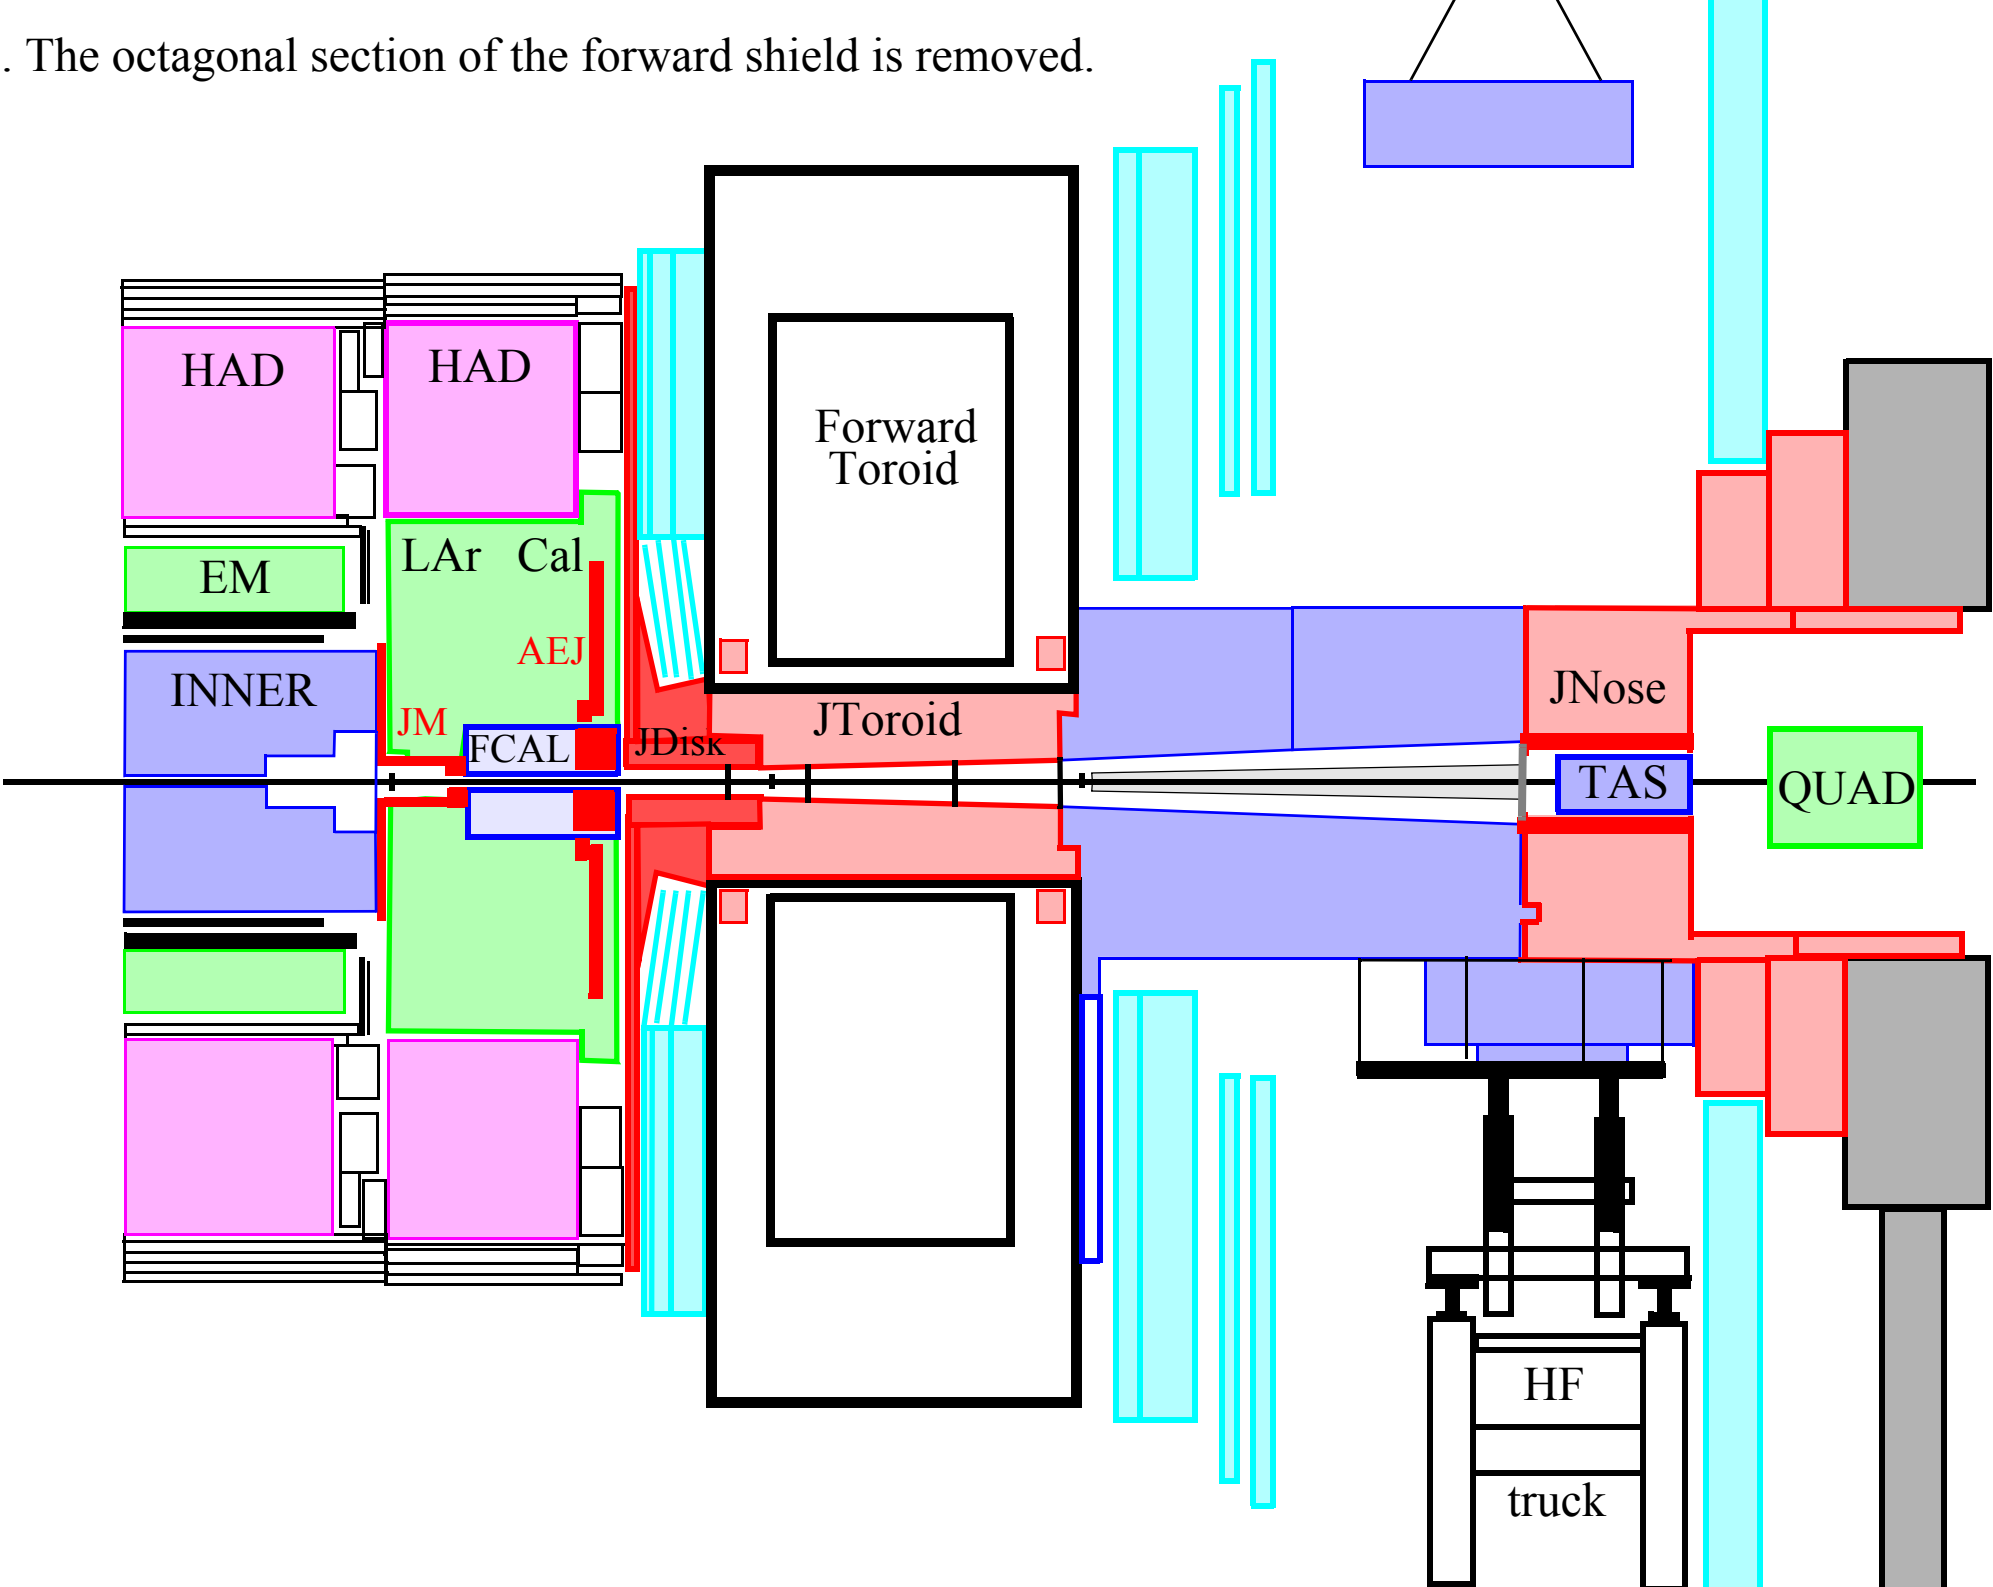 . The octagonal section of the forward shield is removed.
HAD
HAD
Forward
Toroid
LAr Cal
EM
AEJ
INNER
JNose
JM
JToroid
FCAL
JDisk
TAS
QUAD
HF
truck